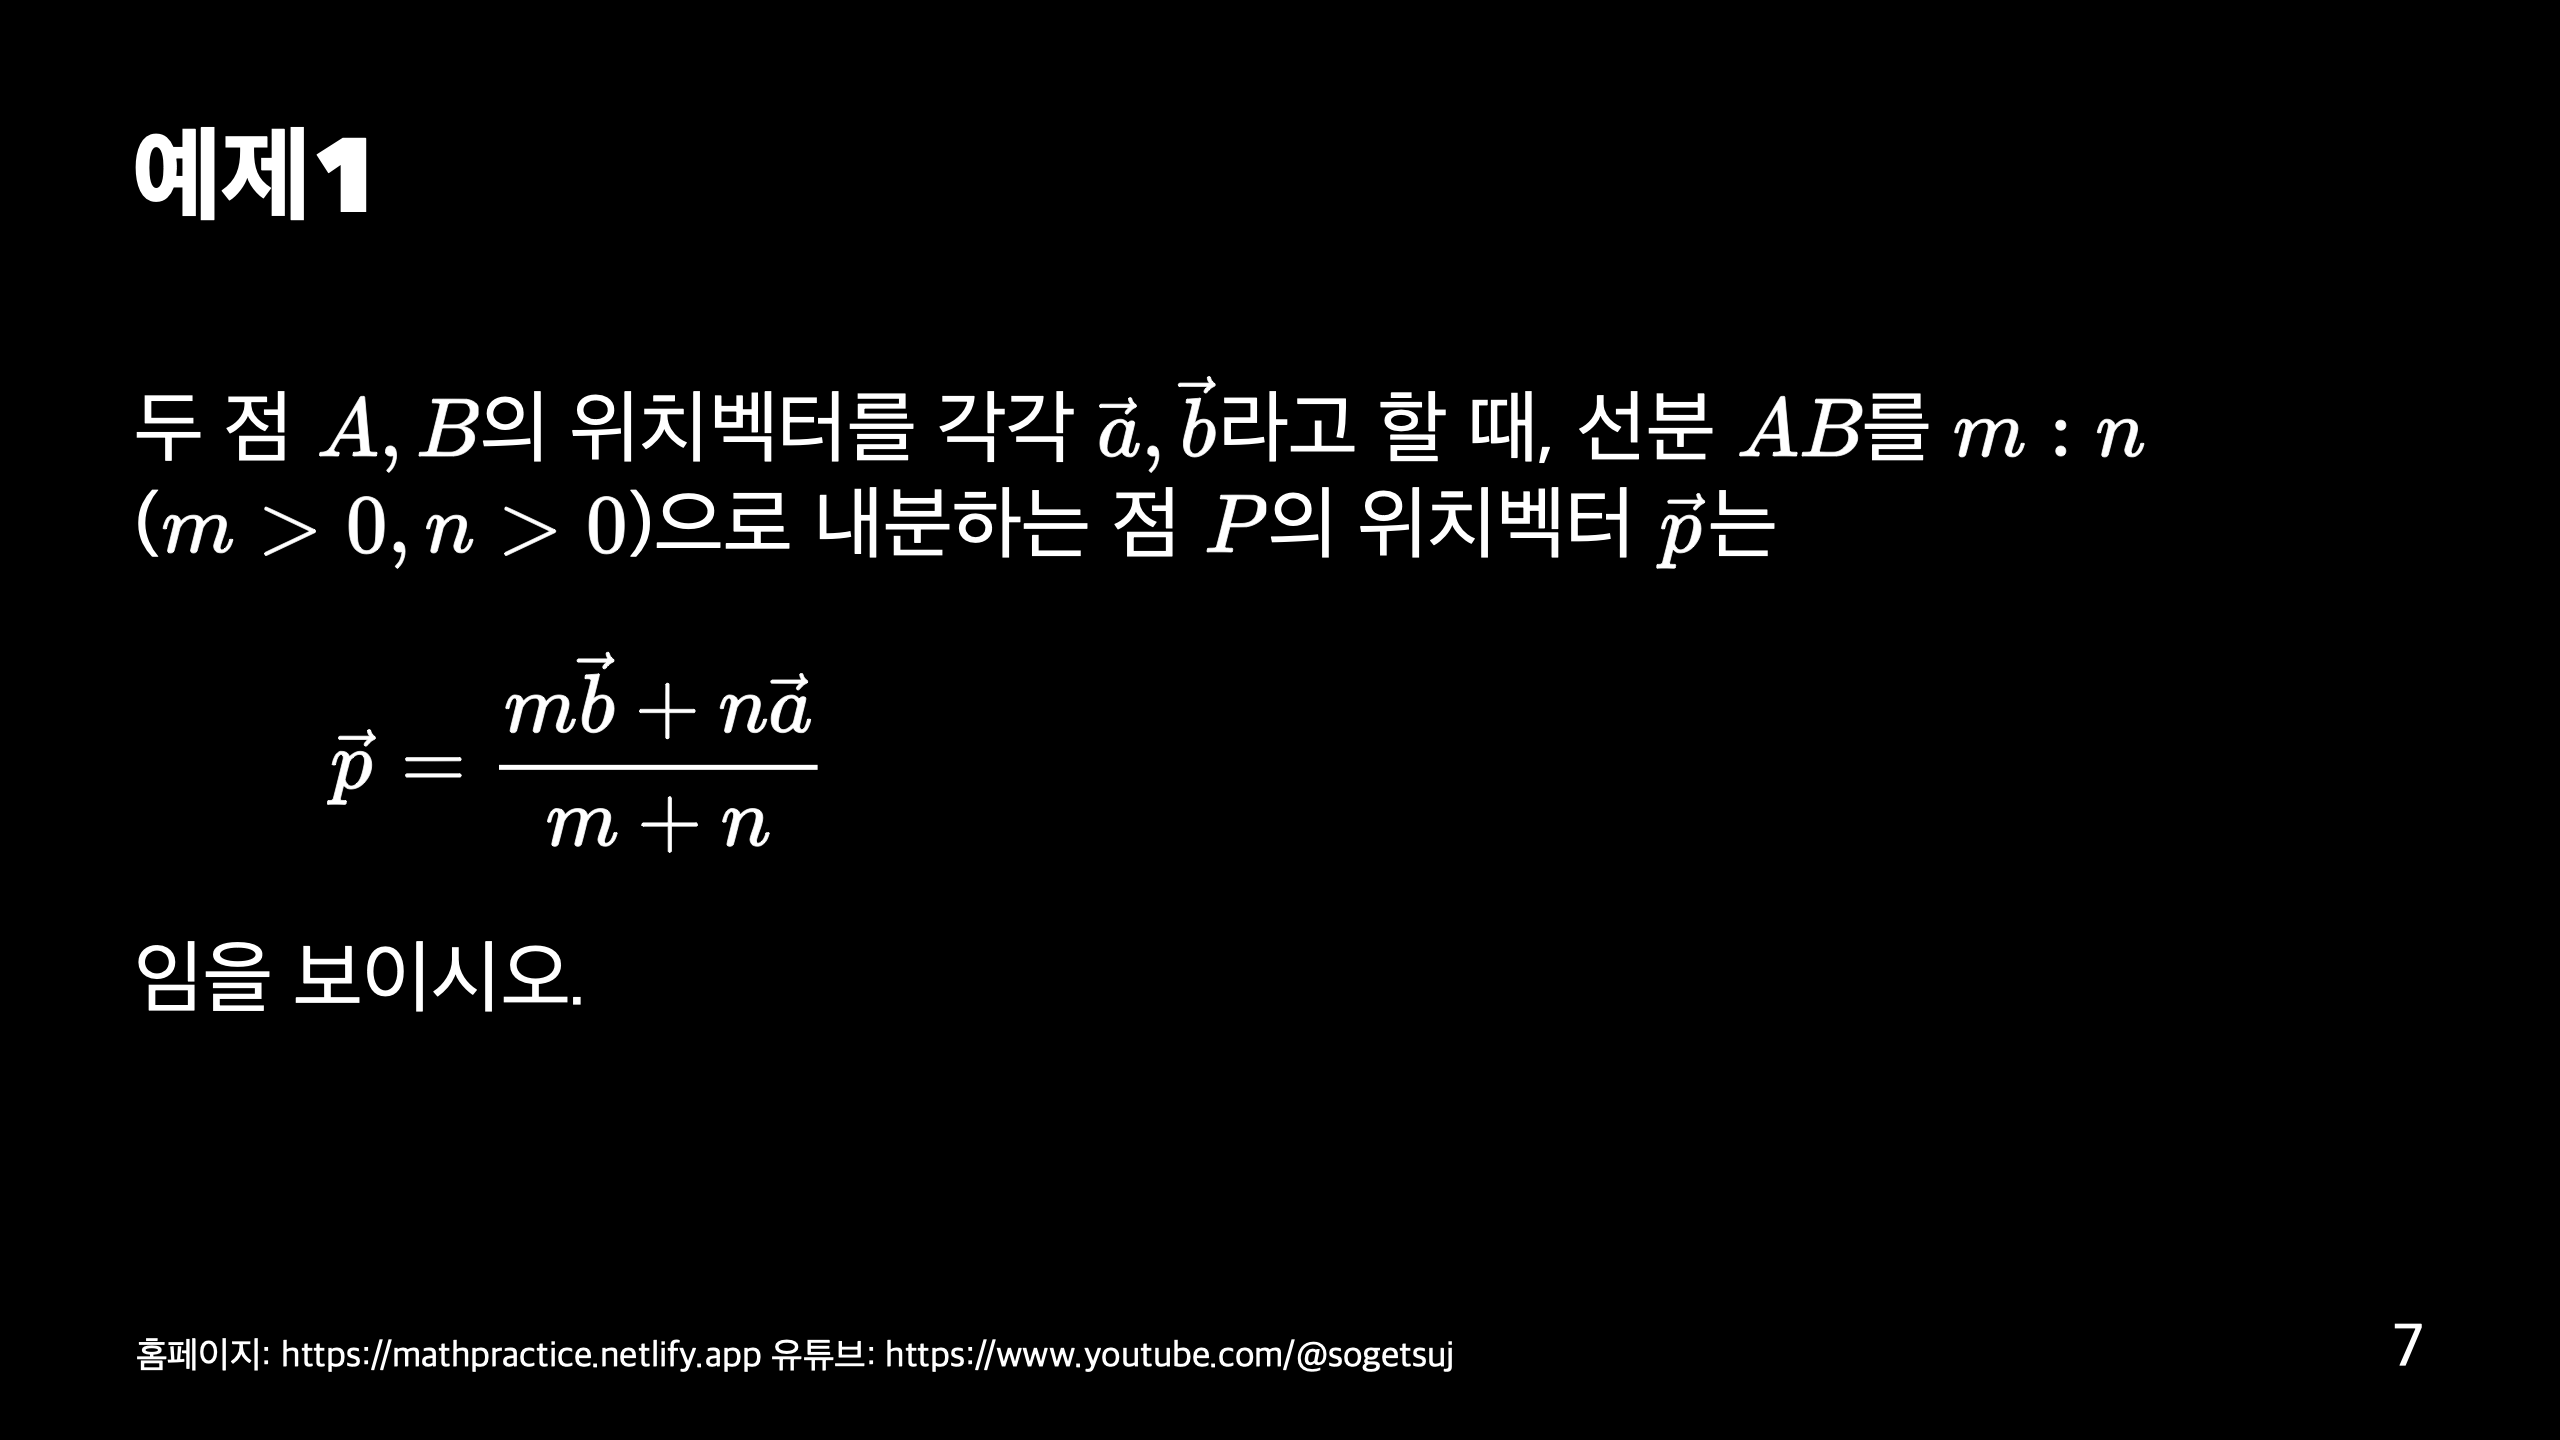 예제1
두 점 $A, B$의 위치벡터를 각각 $\vec{a}, \vec{b}$라고 할 때, 선분 $AB$를 $m : n$
($m > 0, n > 0$)으로 내분하는 점 $P$의 위치벡터 $\vec{p}$는
$\vec{p} = \frac{m\vec{b} + n\vec{a}}{m + n}$
임을 보이시오.
홈페이지: https://mathpractice.netlify.app 유튜브: https://www.youtube.com/@sogetsuj
7